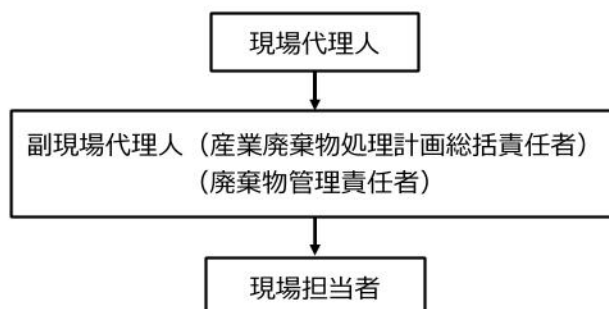 現場代理人
副現場代理人（産業廃棄物処理計画総括責任者）
（廃棄物管理責任者）
現場担当者